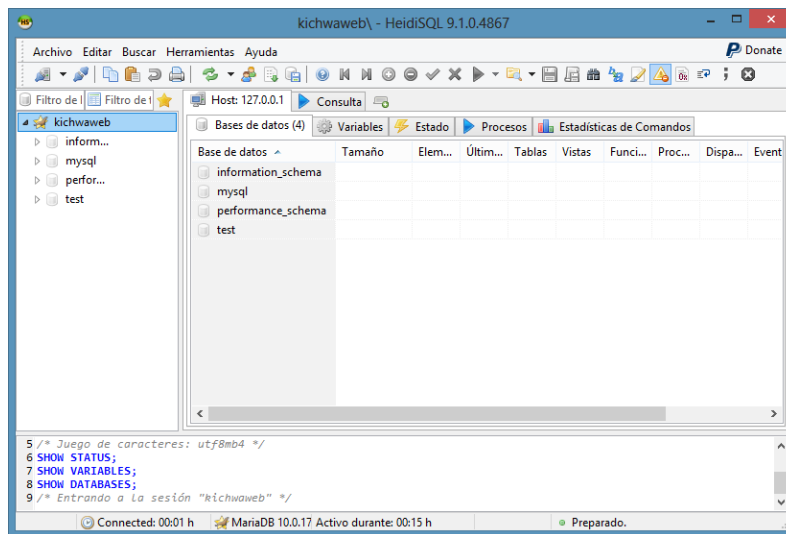 kichwaweb\ - HeidiSQL 9.1.0.4867
Archivo Editar Buscar Herramientas Ayuda
Donate
Filtro de l Filtro de t
Host: 127.0.0.1 Consulta
kichwaweb
inform...
mysql
perfor...
test
Bases de datos (4) Variables Estado Procesos Estadísticas de Comandos
Base de datos Tamaño Elem... Últim... Tablas Vistas Funci... Proc... Dispa... Event
information_schema
mysql
performance_schema
test
5 /* Juego de caracteres: utf8mb4 */
6 SHOW STATUS;
7 SHOW VARIABLES;
8 SHOW DATABASES;
9 /* Entrando a la sesión "kichwaweb" */
Connected: 00:01 h MariaDB 10.0.17 Activo durante: 00:15 h Preparado.